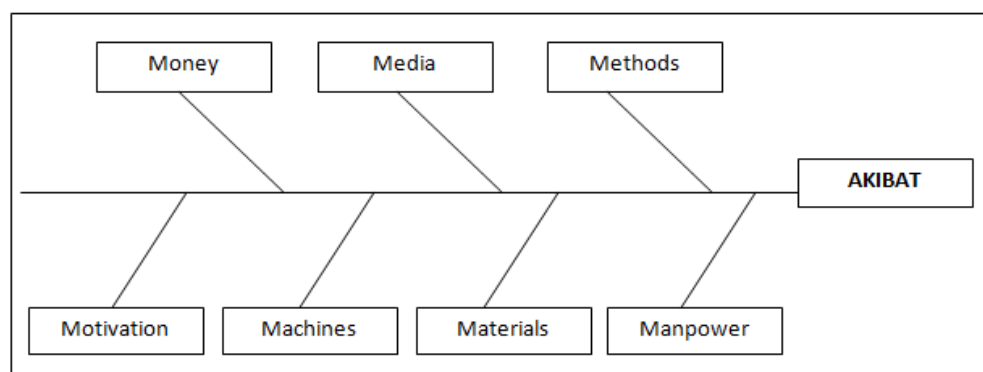 Money
Media
Methods
AKIBAT
Motivation
Machines
Materials
Manpower